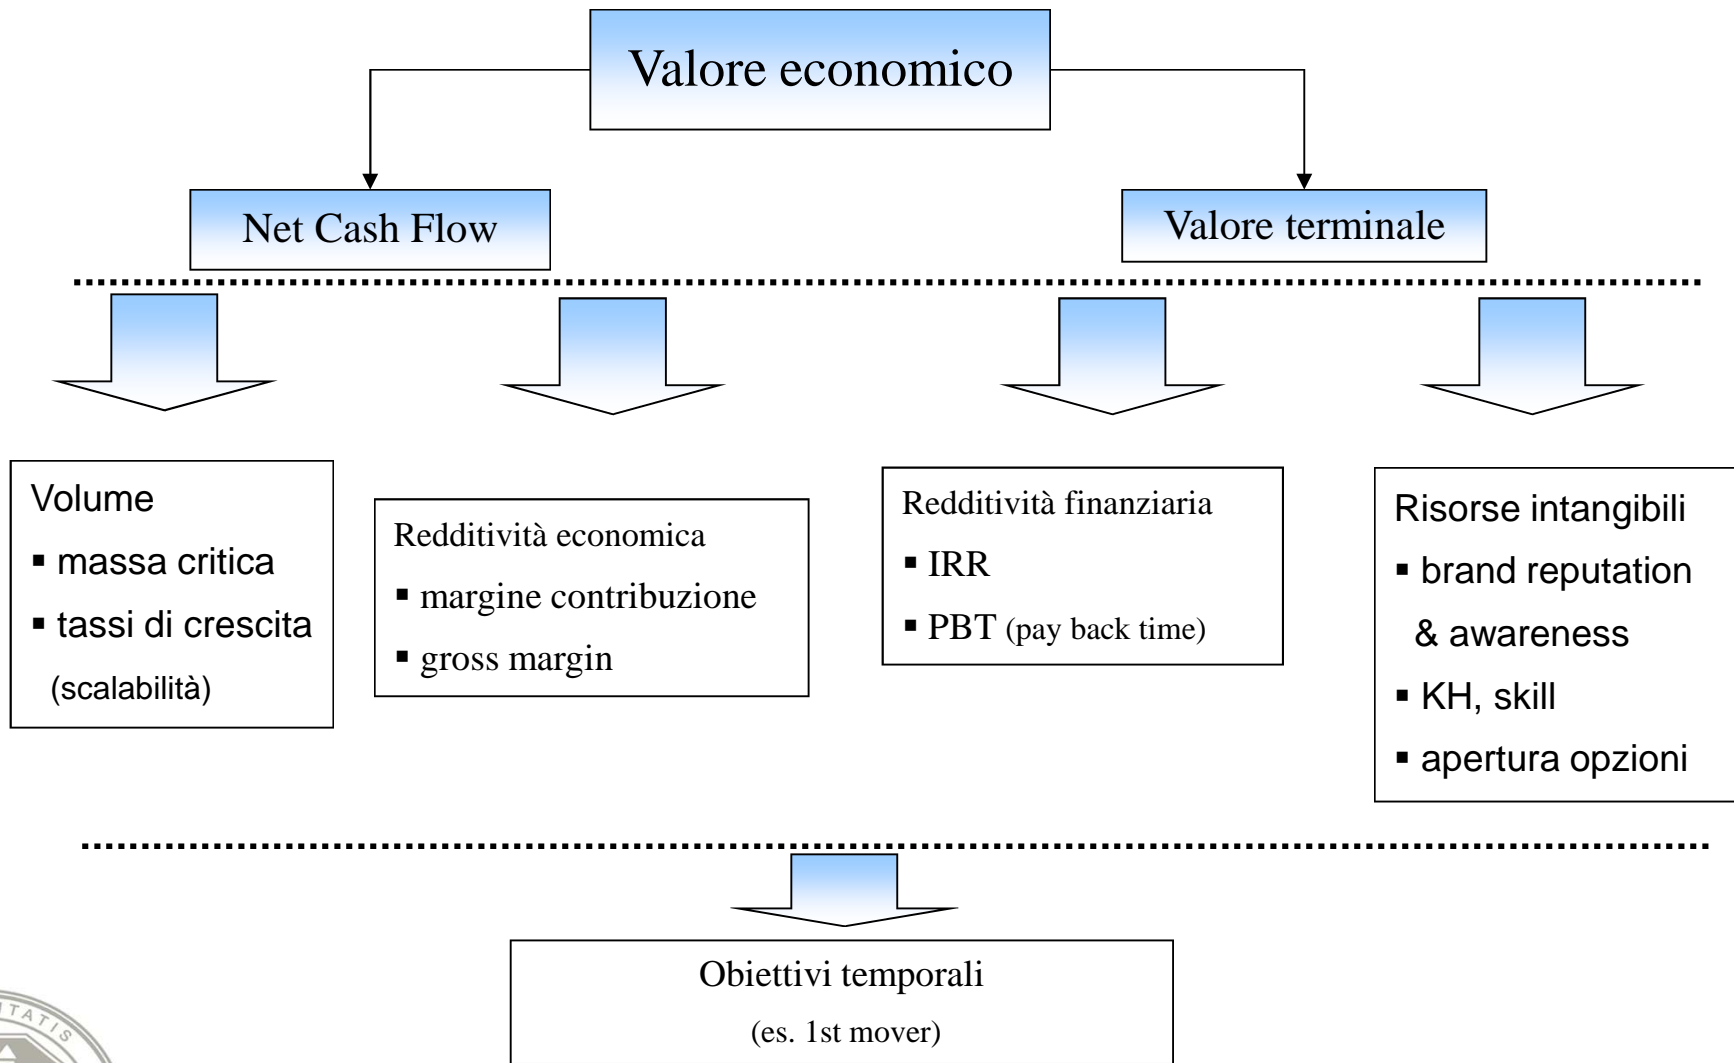 Valore economico
Net Cash Flow
Valore terminale
Volume
▪ massa critica
▪ tassi di crescita
(scalabilità)
Redditività economica
▪ margine contribuzione
▪ gross margin
Redditività finanziaria
▪ IRR
▪ PBT (pay back time)
Risorse intangibili
▪ brand reputation
& awareness
▪ KH, skill
▪ apertura opzioni
Obiettivi temporali
(es. 1st mover)